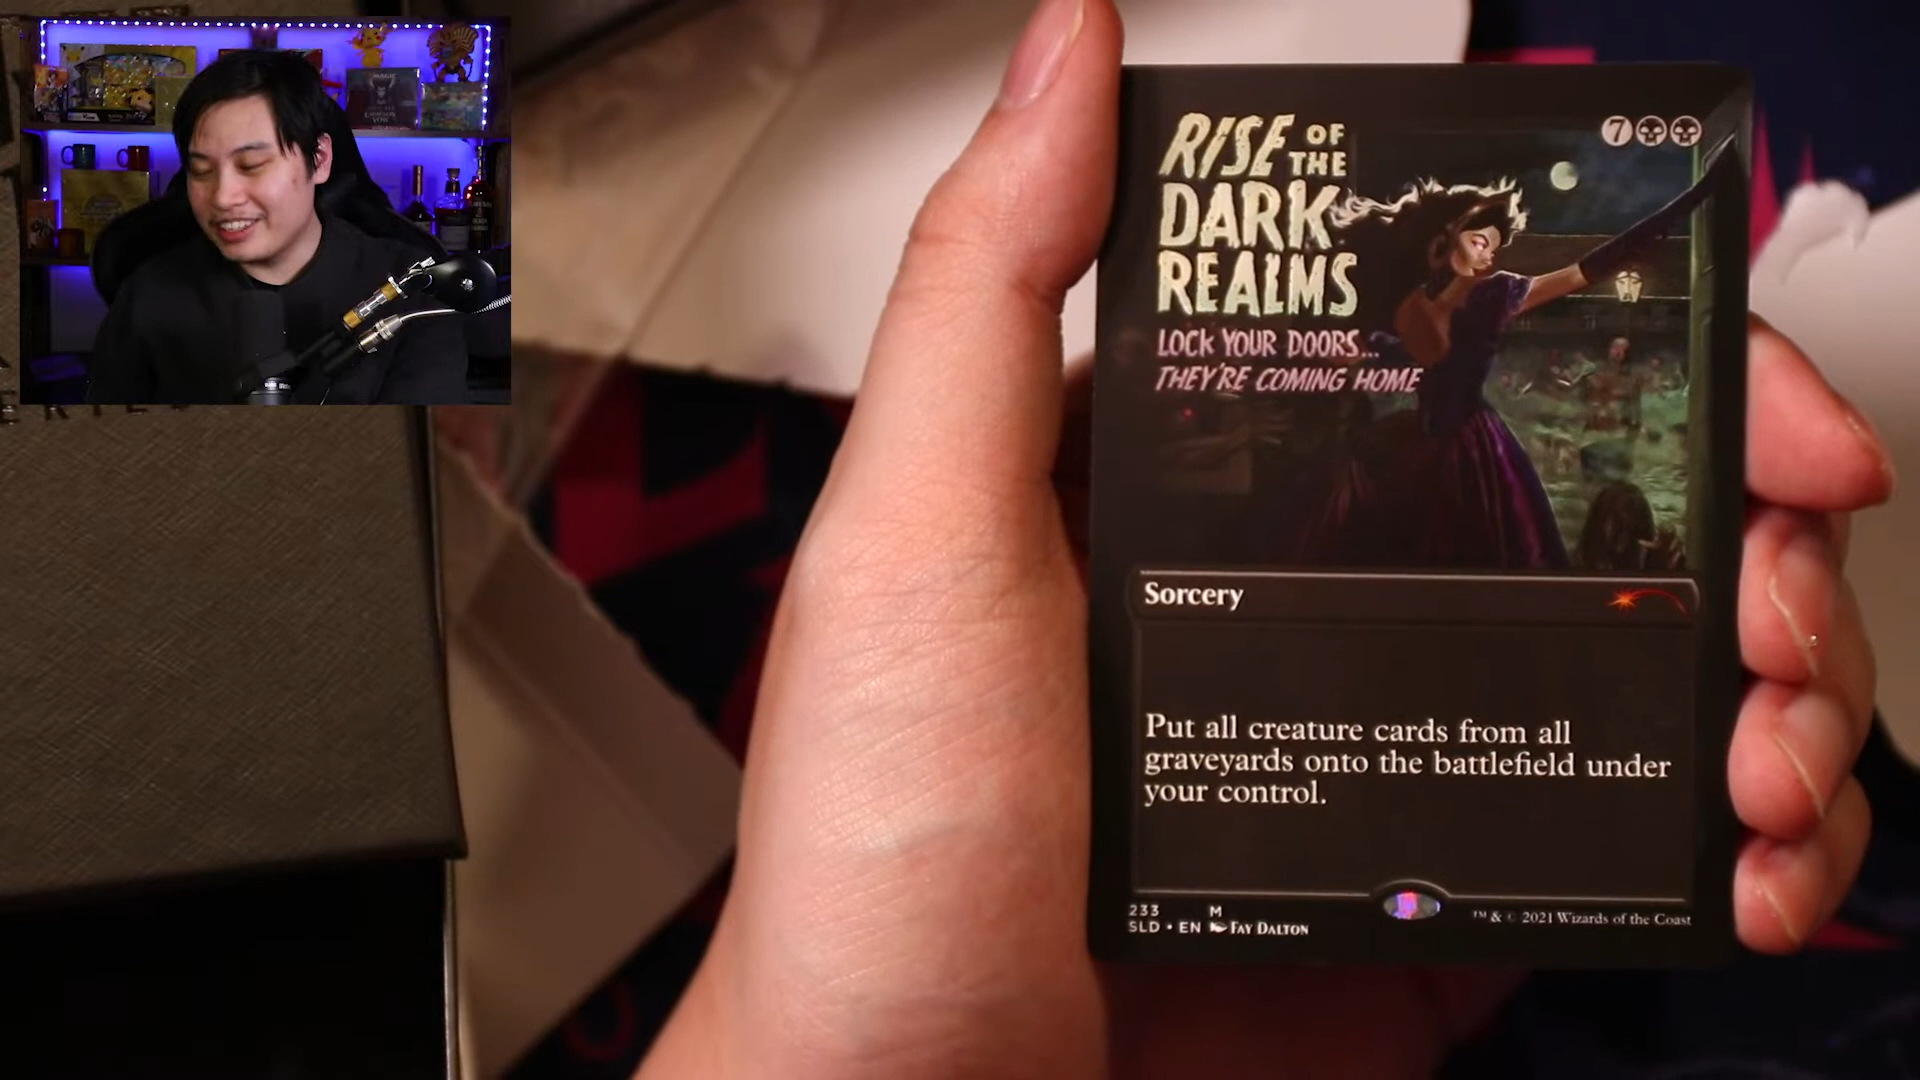 RISE OF
THE
DARK
REALMS
LOCK YOUR DOORS...
THEY'RE COMING HOME
7
Sorcery
Put all creature cards from all
graveyards onto the battlefield under
your control.
233 M
SLD • EN FAY DALTON
™ & © 2021 Wizards of the Coast